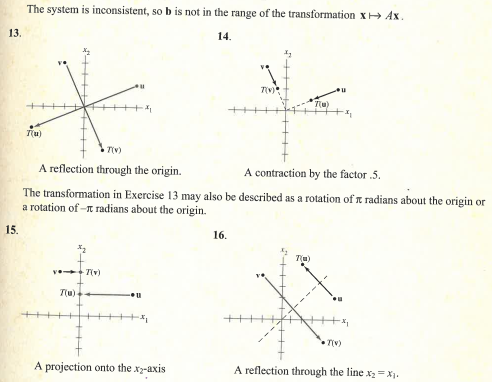 The system is inconsistent, so b is not in the range of the transformation x ↦ Ax.
13.
14.
x₂
v
u
x₁
T(u)
T(v)
x₂
v
T(v)
u
T(u)
x₁
A reflection through the origin.
A contraction by the factor .5.
The transformation in Exercise 13 may also be described as a rotation of π radians about the origin or
a rotation of –π radians about the origin.
15.
16.
x₂
v
T(v)
T(u)
u
x₁
x₂
T(u)
v
u
x₁
T(v)
A projection onto the x₂-axis
A reflection through the line x₂ = x₁.